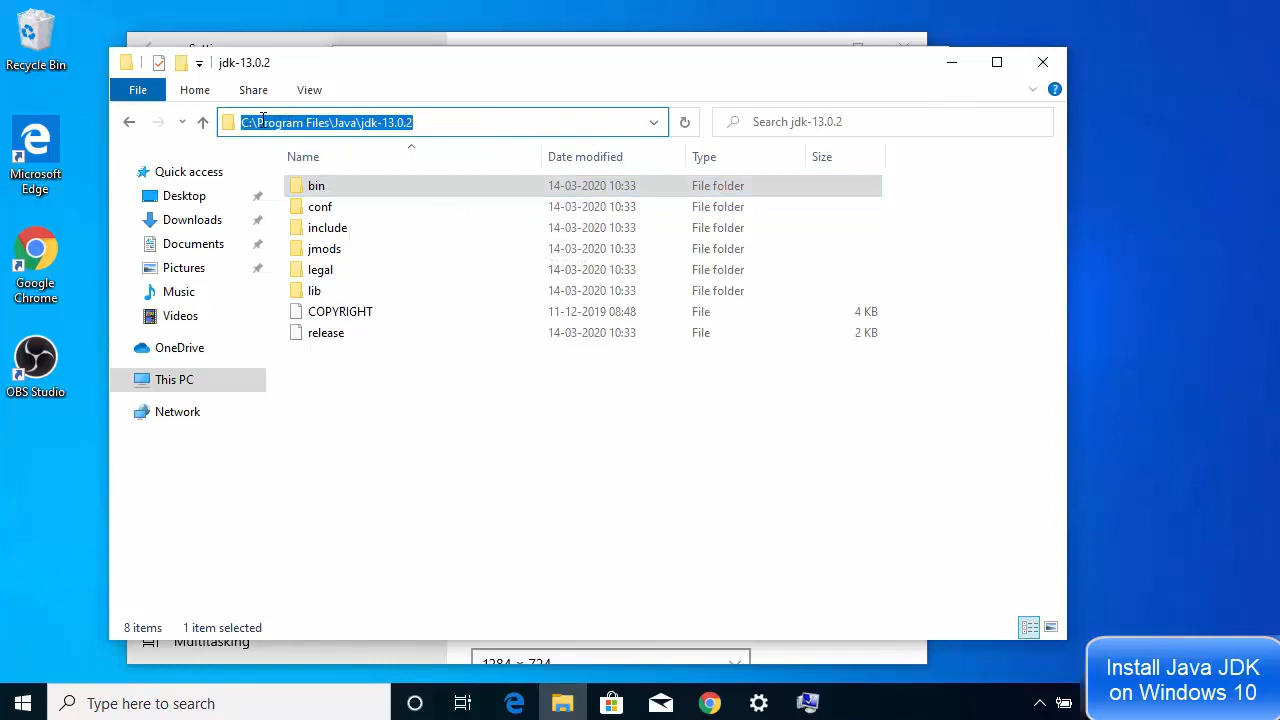 Recycle Bin
Microsoft
Edge
Google
Chrome
OBS Studio
jdk-13.0.2
File
Home
Share
View
C:\Program Files\Java\jdk-13.0.2
Search jdk-13.0.2
Quick access
Desktop
Downloads
Documents
Pictures
Music
Videos
OneDrive
This PC
Network
Name Date modified Type Size
bin 14-03-2020 10:33 File folder
conf 14-03-2020 10:33 File folder
include 14-03-2020 10:33 File folder
jmods 14-03-2020 10:33 File folder
legal 14-03-2020 10:33 File folder
lib 14-03-2020 10:33 File folder
COPYRIGHT 11-12-2019 08:48 File 4 KB
release 14-03-2020 10:33 File 2 KB
8 items 1 item selected
Multitasking
1284 × 724
Install Java JDK
on Windows 10
Type here to search